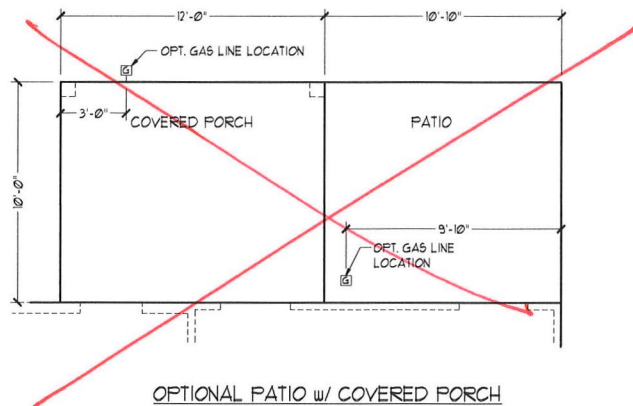 12'-0"
10'-10"
G
OPT. GAS LINE LOCATION
3'-0"
COVERED PORCH
PATIO
10'-0"
9'-10"
OPT. GAS LINE
LOCATION
G
OPTIONAL PATIO w/ COVERED PORCH